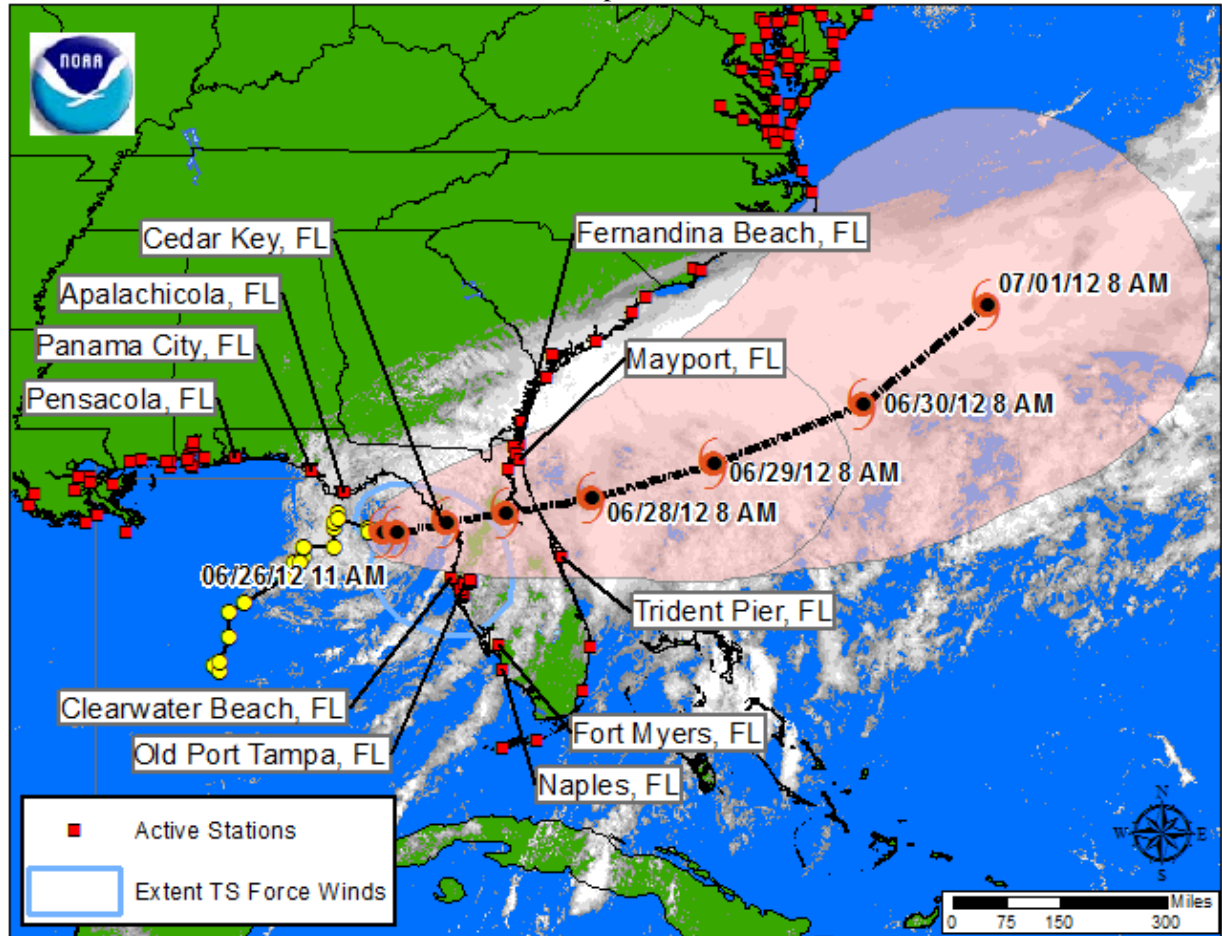 NOAA
Cedar Key, FL
Fernandina Beach, FL
Apalachicola, FL
07/01/12 8 AM
Panama City, FL
Mayport, FL
Pensacola, FL
06/30/12 8 AM
06/29/12 8 AM
06/28/12 8 AM
06/26/12 11 AM
Trident Pier, FL
Clearwater Beach, FL
Fort Myers, FL
Old Port Tampa, FL
Naples, FL
N
W E
S
Active Stations
Extent TS Force Winds
Miles
0 75 150 300